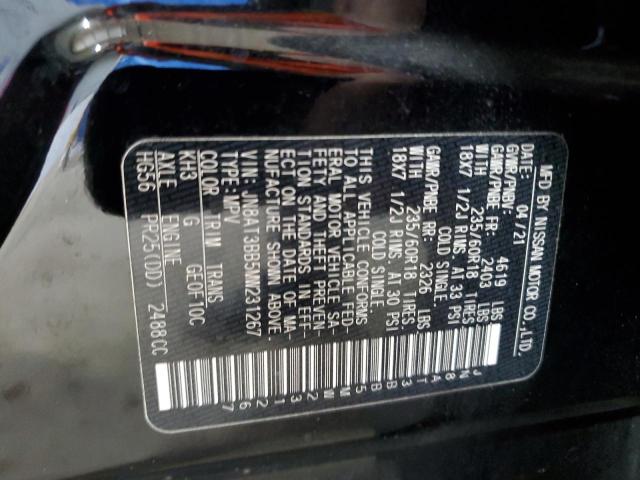 MFD BY NISSAN MOTOR CO.,LTD.
DATE: 04/21
GVWR/PNBV: 4619 LBS
GAWR/PNBE FR: 2403 LBS
WITH 235/60R18 TIRES
18X7 1/2J RIMS, AT 33 PSI
COLD SINGLE.
GAWR/PNBE RR: 2326 LBS
WITH 235/60R18 TIRES
18X7 1/2J RIMS, AT 30 PSI
COLD SINGLE.
THIS VEHICLE CONFORMS
TO ALL APPLICABLE FED-
ERAL MOTOR VEHICLE SA-
FETY AND THEFT PREVEN-
TION STANDARDS IN EFF-
ECT ON THE DATE OF MA-
NUFACTURE SHOWN ABOVE.
VIN: JN8AT3BB5MW231267
TYPE: MPV
COLOR TRIM TRANS
KH3 G GE0F10C
AXLE ENGINE
HG56 PR25(DD) 2488CC
JN8AT3BB5MW231267